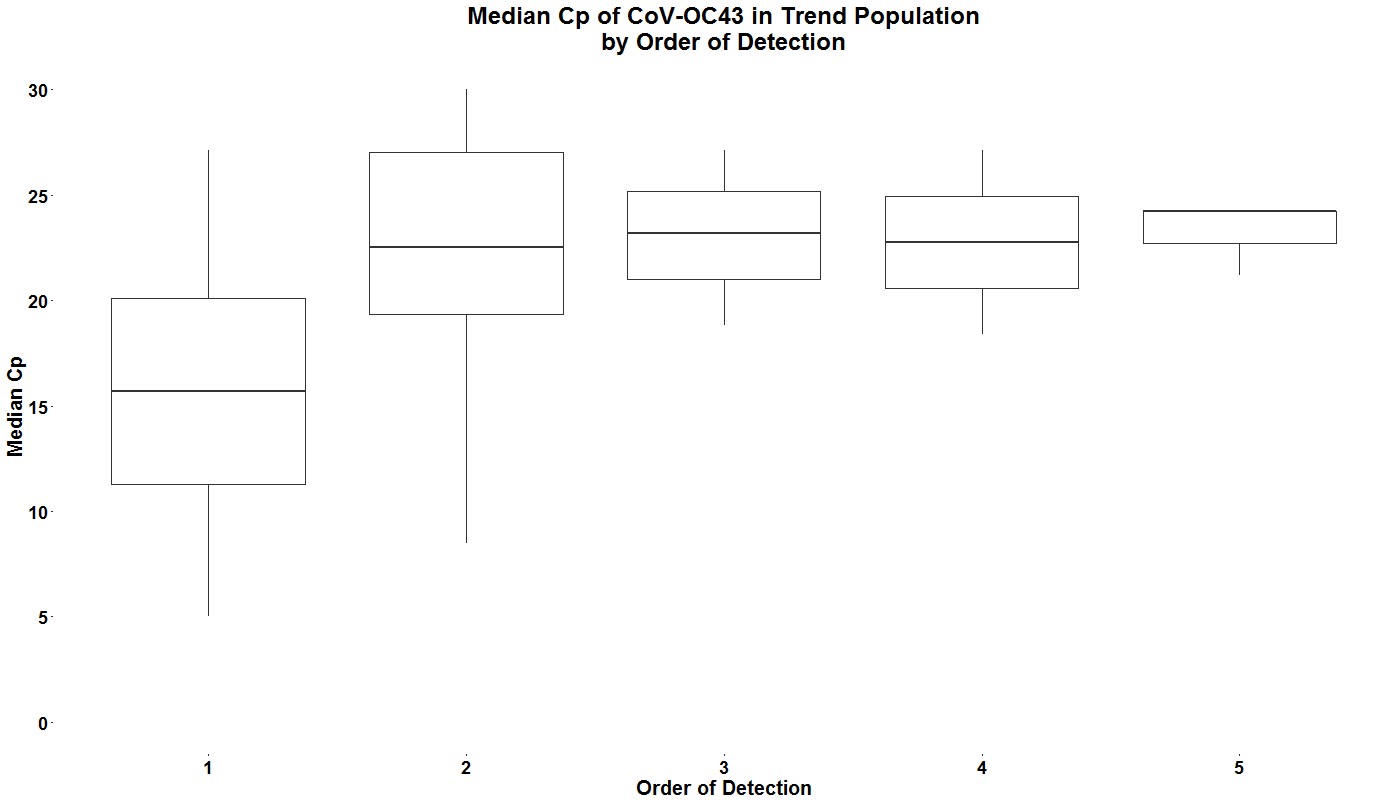 Median Cp of CoV-OC43 in Trend Population
by Order of Detection
30
25
20
15
10
5
0
Median Cp
1 2 3 4 5
Order of Detection